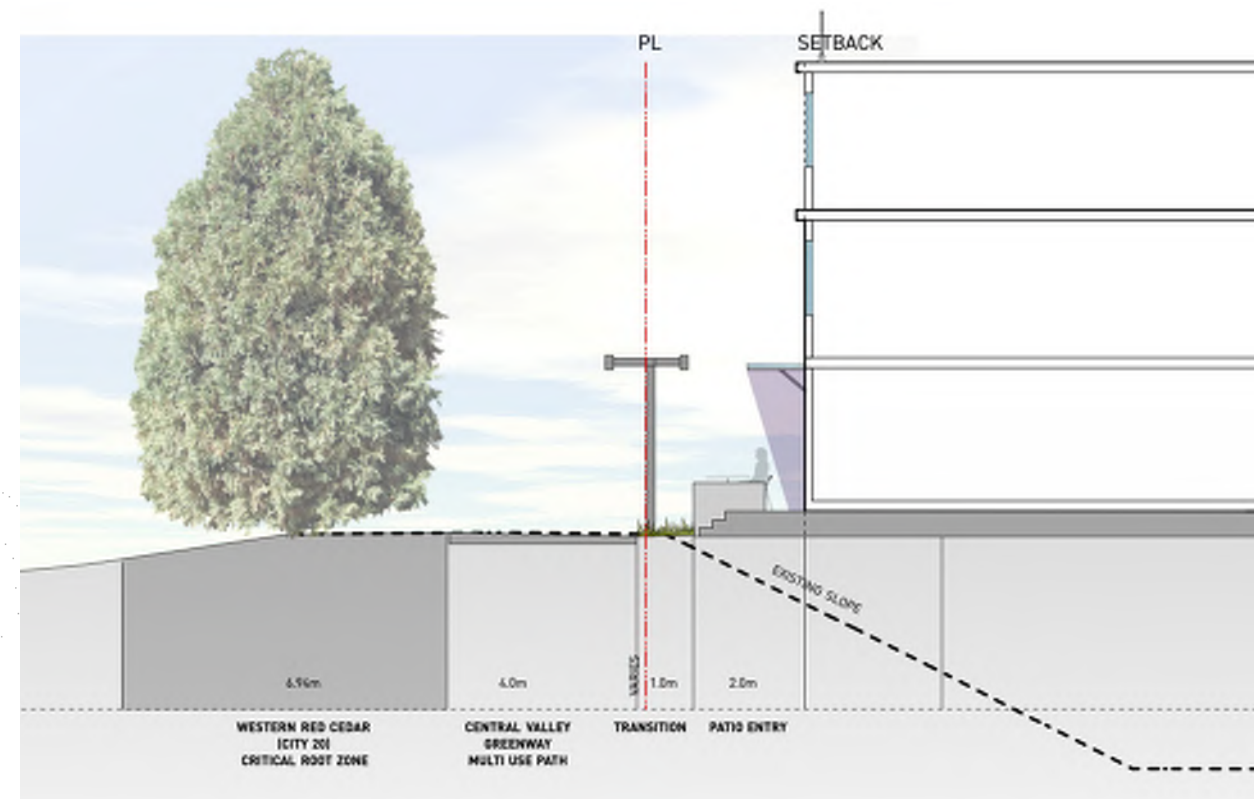 PL
SETBACK
EXISTING SLOPE
6.94m
4.0m
VARIES
1.0m
2.0m
WESTERN RED CEDAR
(CITY 20)
CRITICAL ROOT ZONE
CENTRAL VALLEY
GREENWAY
MULTI USE PATH
TRANSITION
PATIO ENTRY